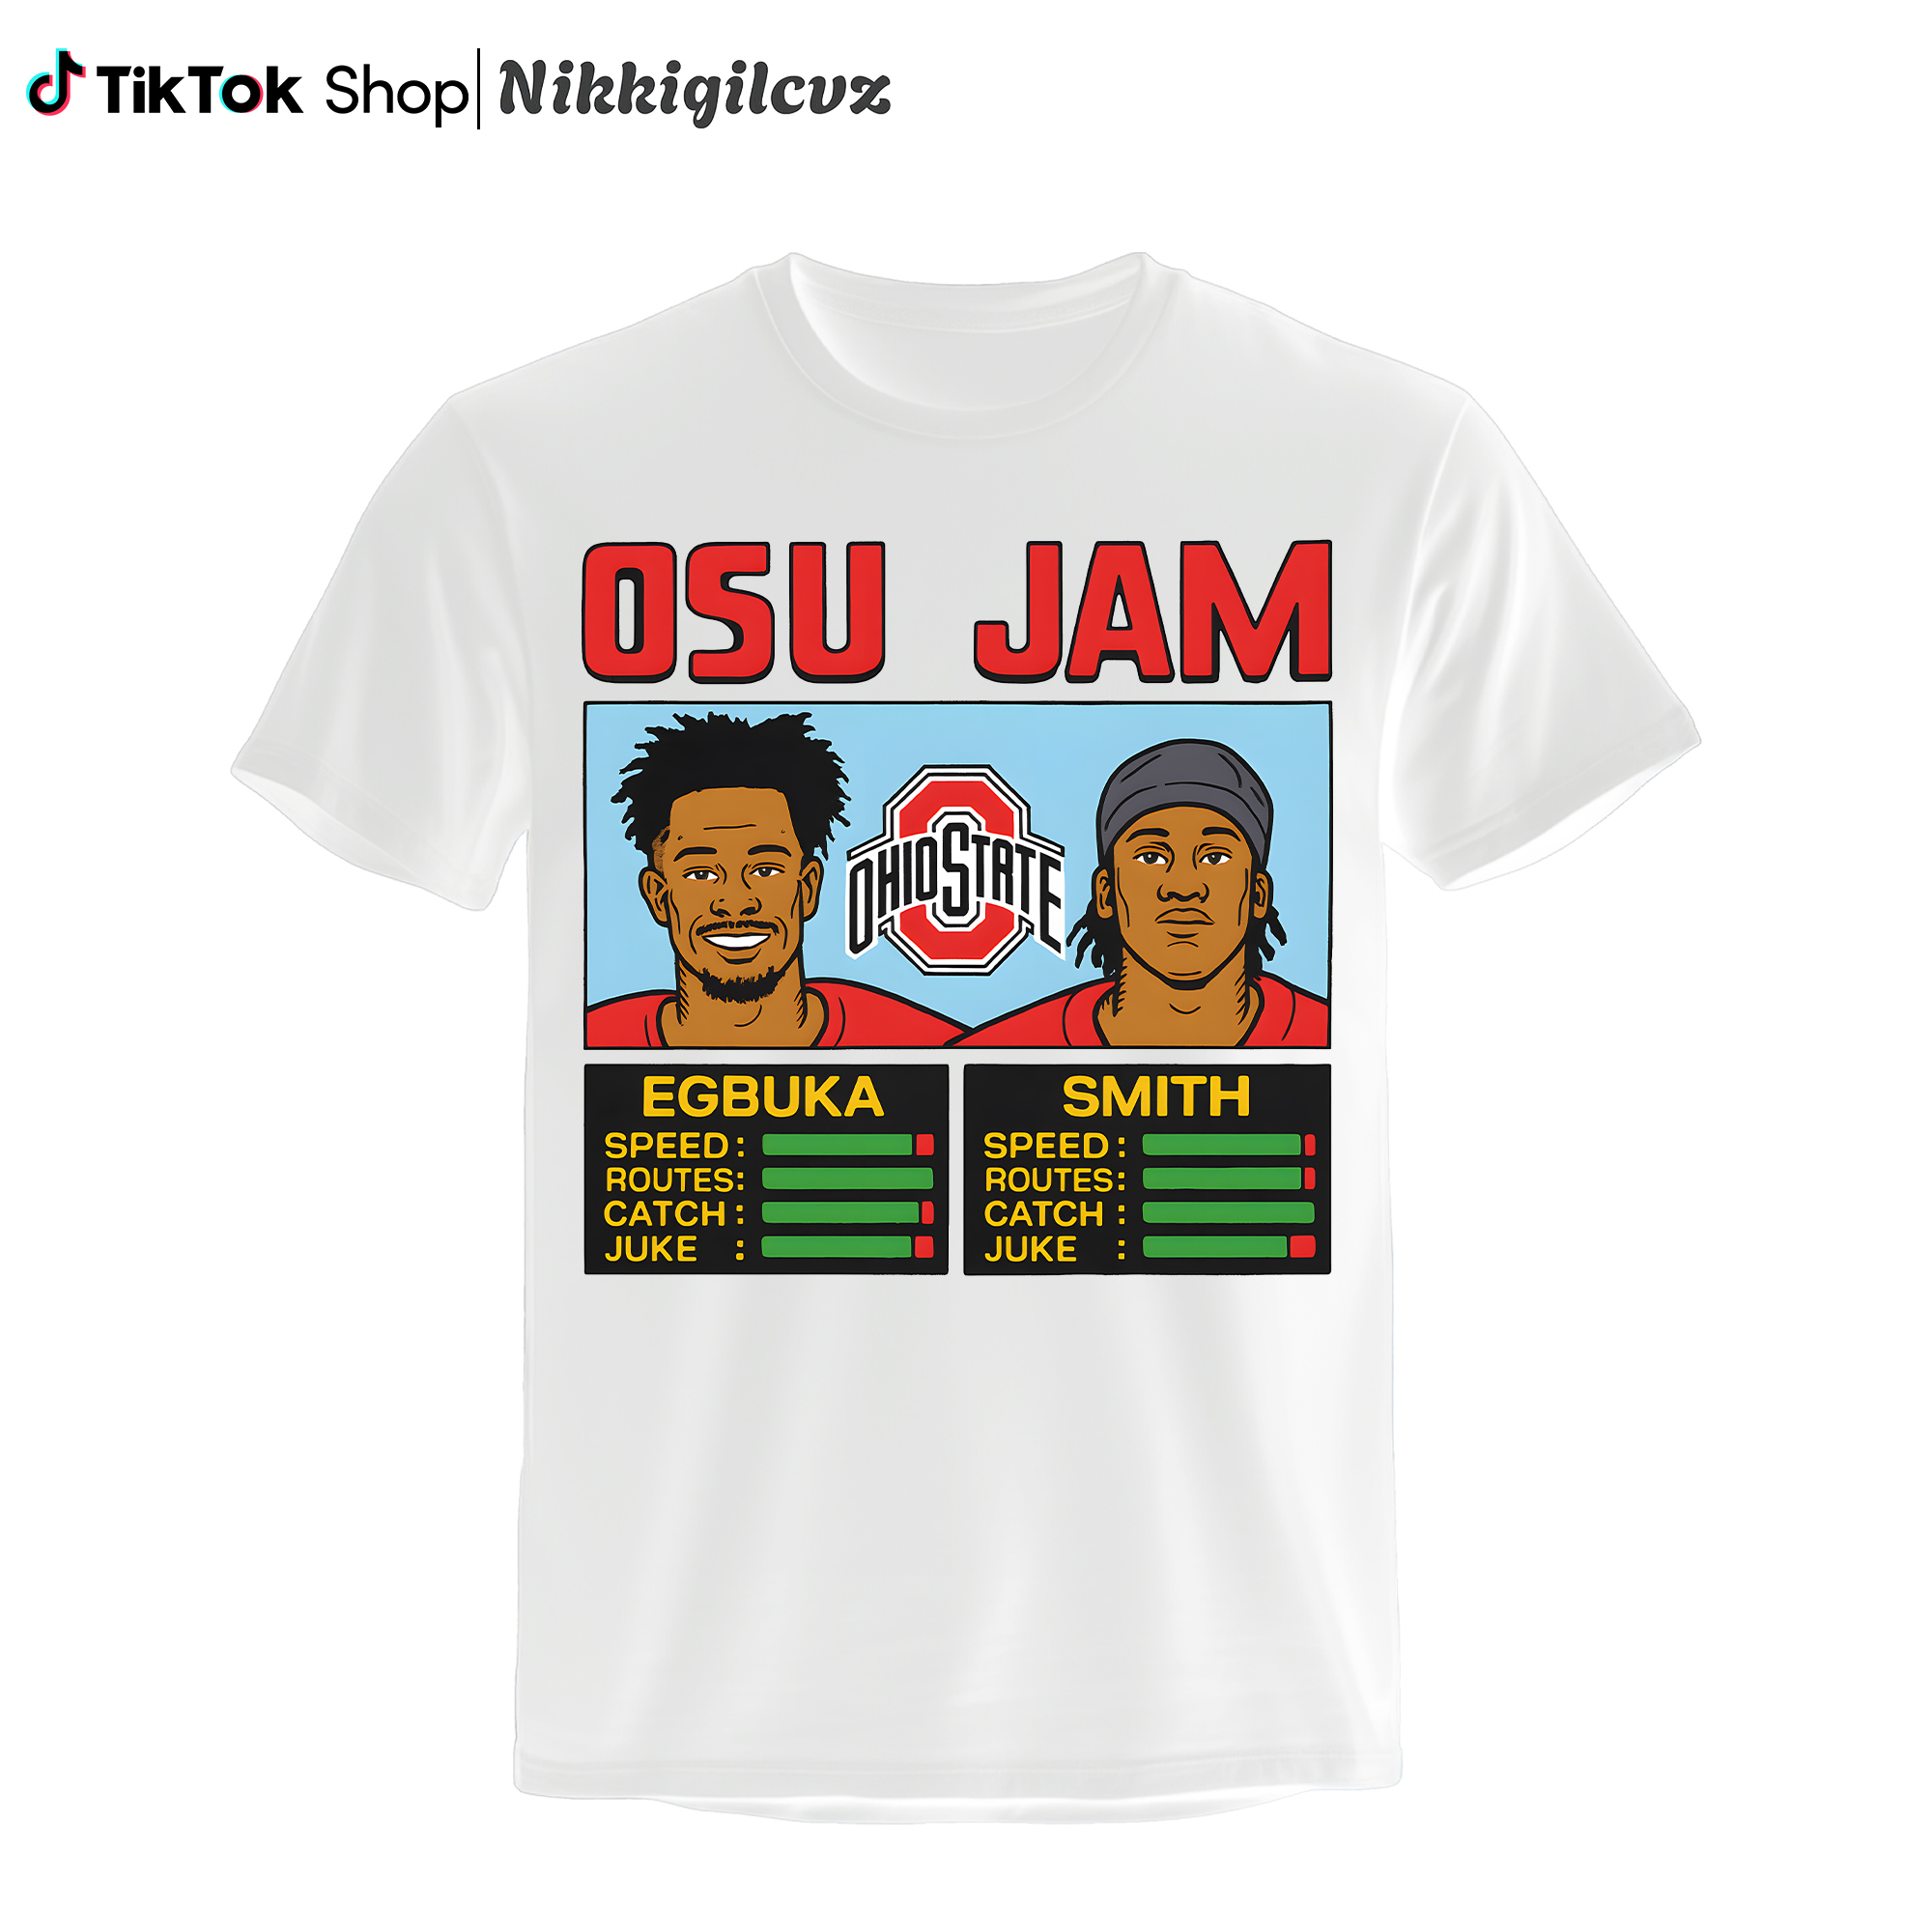 TikTok Shop | Nikkigilcvz
OSU JAM
OHIO STATE
EGBUKA
SPEED :
ROUTES:
CATCH :
JUKE :
SMITH
SPEED :
ROUTES:
CATCH :
JUKE :